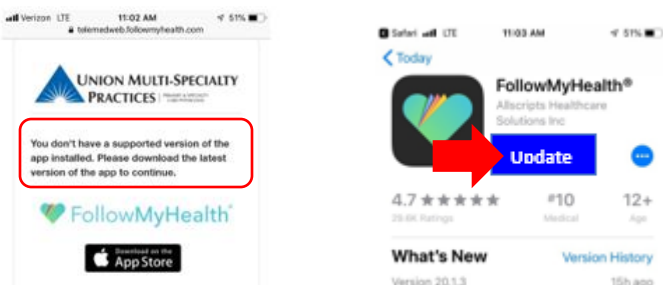 Verizon LTE 11:02 AM 51%
telemedweb.followmyhealth.com
UNION MULTI-SPECIALTY
PRACTICES
You don't have a supported version of the
app installed. Please download the latest
version of the app to continue.
FollowMyHealth®
Download on the
App Store
Safari LTE 11:03 AM 51%
Today
FollowMyHealth®
Allscripts Healthcare
Solutions Inc
Update
4.7 ★★★★★ #10 12+
29.6K Ratings Medical Age
What's New Version History
Version 20.1.3 15h ago